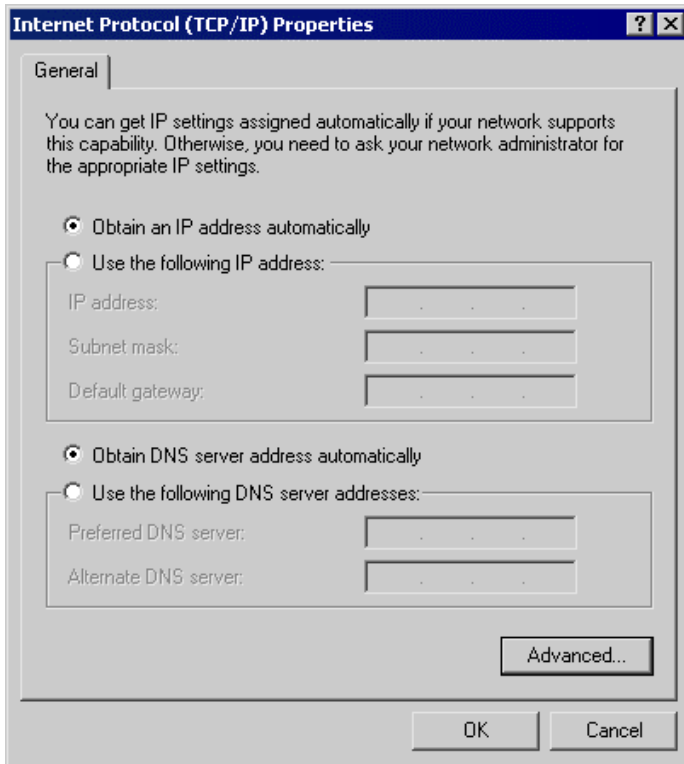 Internet Protocol (TCP/IP) Properties
General
You can get IP settings assigned automatically if your network supports
this capability. Otherwise, you need to ask your network administrator for
the appropriate IP settings.
Obtain an IP address automatically
Use the following IP address:
IP address:
Subnet mask:
Default gateway:
Obtain DNS server address automatically
Use the following DNS server addresses:
Preferred DNS server:
Alternate DNS server:
Advanced...
OK Cancel